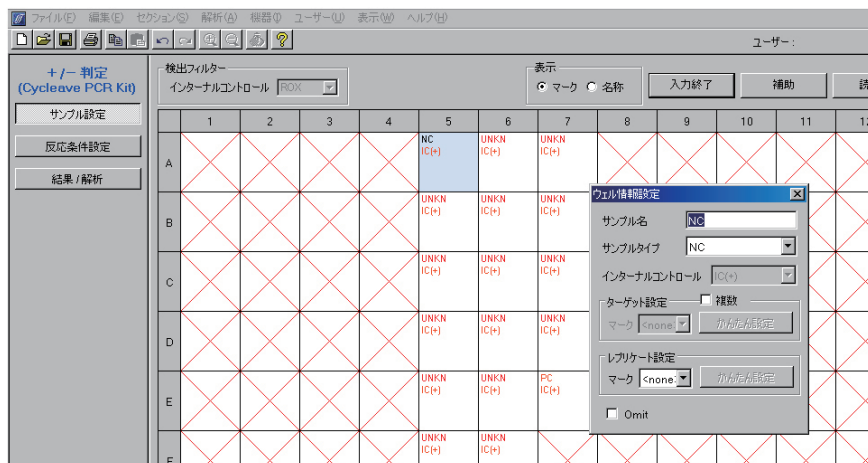 ファイル(F) 編集(E) セクション(S) 解析(A) 機器(I) ユーザー(U) 表示(W) ヘルプ(H)
ユーザー：
+/- 判定
(Cycleave PCR Kit)
サンプル設定
反応条件設定
結果 / 解析
検出フィルター
インターナルコントロール ROX
表示
マーク 名称
入力終了
補助
1 2 3 4 5 6 7 8 9 10 11 12
A
NC UNKN UNKN
IC(+) IC(+) IC(+)
B
UNKN UNKN UNKN
IC(+) IC(+) IC(+)
C
UNKN UNKN UNKN
IC(+) IC(+) IC(+)
D
UNKN UNKN UNKN
IC(+) IC(+) IC(+)
E
UNKN UNKN PC
IC(+) IC(+) IC(+)
F
UNKN UNKN
IC(+) IC(+)
ウェル情報設定
サンプル名 NC
サンプルタイプ NC
インターナルコントロール IC(+)
ターゲット設定 複数
マーク <none かんたん設定
レプリケート設定
マーク <none> かんたん設定
Omit